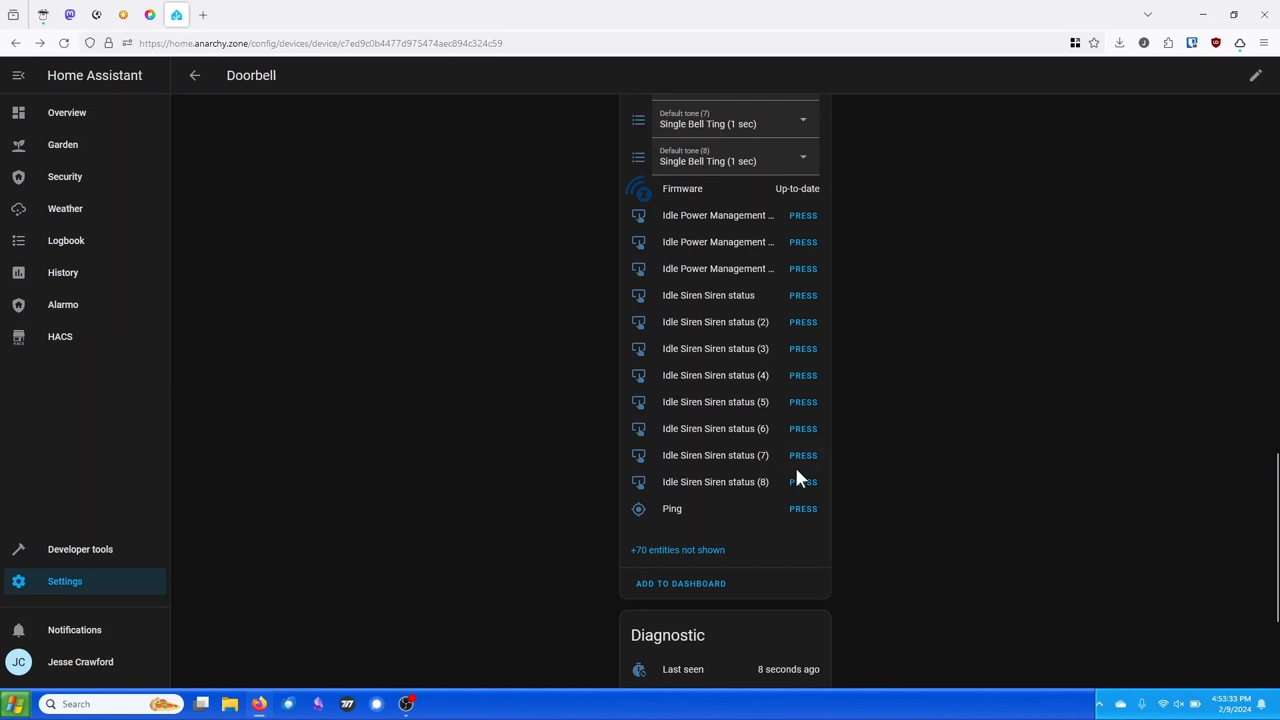 https://home.anarchy.zone/config/devices/device/c7ed9c0b4477d975474aec894c324c59
Home Assistant
Doorbell
Overview
Garden
Security
Weather
Logbook
History
Alarmo
HACS
Developer tools
Settings
Notifications
JC Jesse Crawford
Default tone (7)
Single Bell Ting (1 sec)
Default tone (8)
Single Bell Ting (1 sec)
Firmware Up-to-date
Idle Power Management ... PRESS
Idle Power Management ... PRESS
Idle Power Management ... PRESS
Idle Siren Siren status PRESS
Idle Siren Siren status (2) PRESS
Idle Siren Siren status (3) PRESS
Idle Siren Siren status (4) PRESS
Idle Siren Siren status (5) PRESS
Idle Siren Siren status (6) PRESS
Idle Siren Siren status (7) PRESS
Idle Siren Siren status (8) PRESS
Ping PRESS
+70 entities not shown
ADD TO DASHBOARD
Diagnostic
Last seen 8 seconds ago
Search
4:53:33 PM
2/9/2024